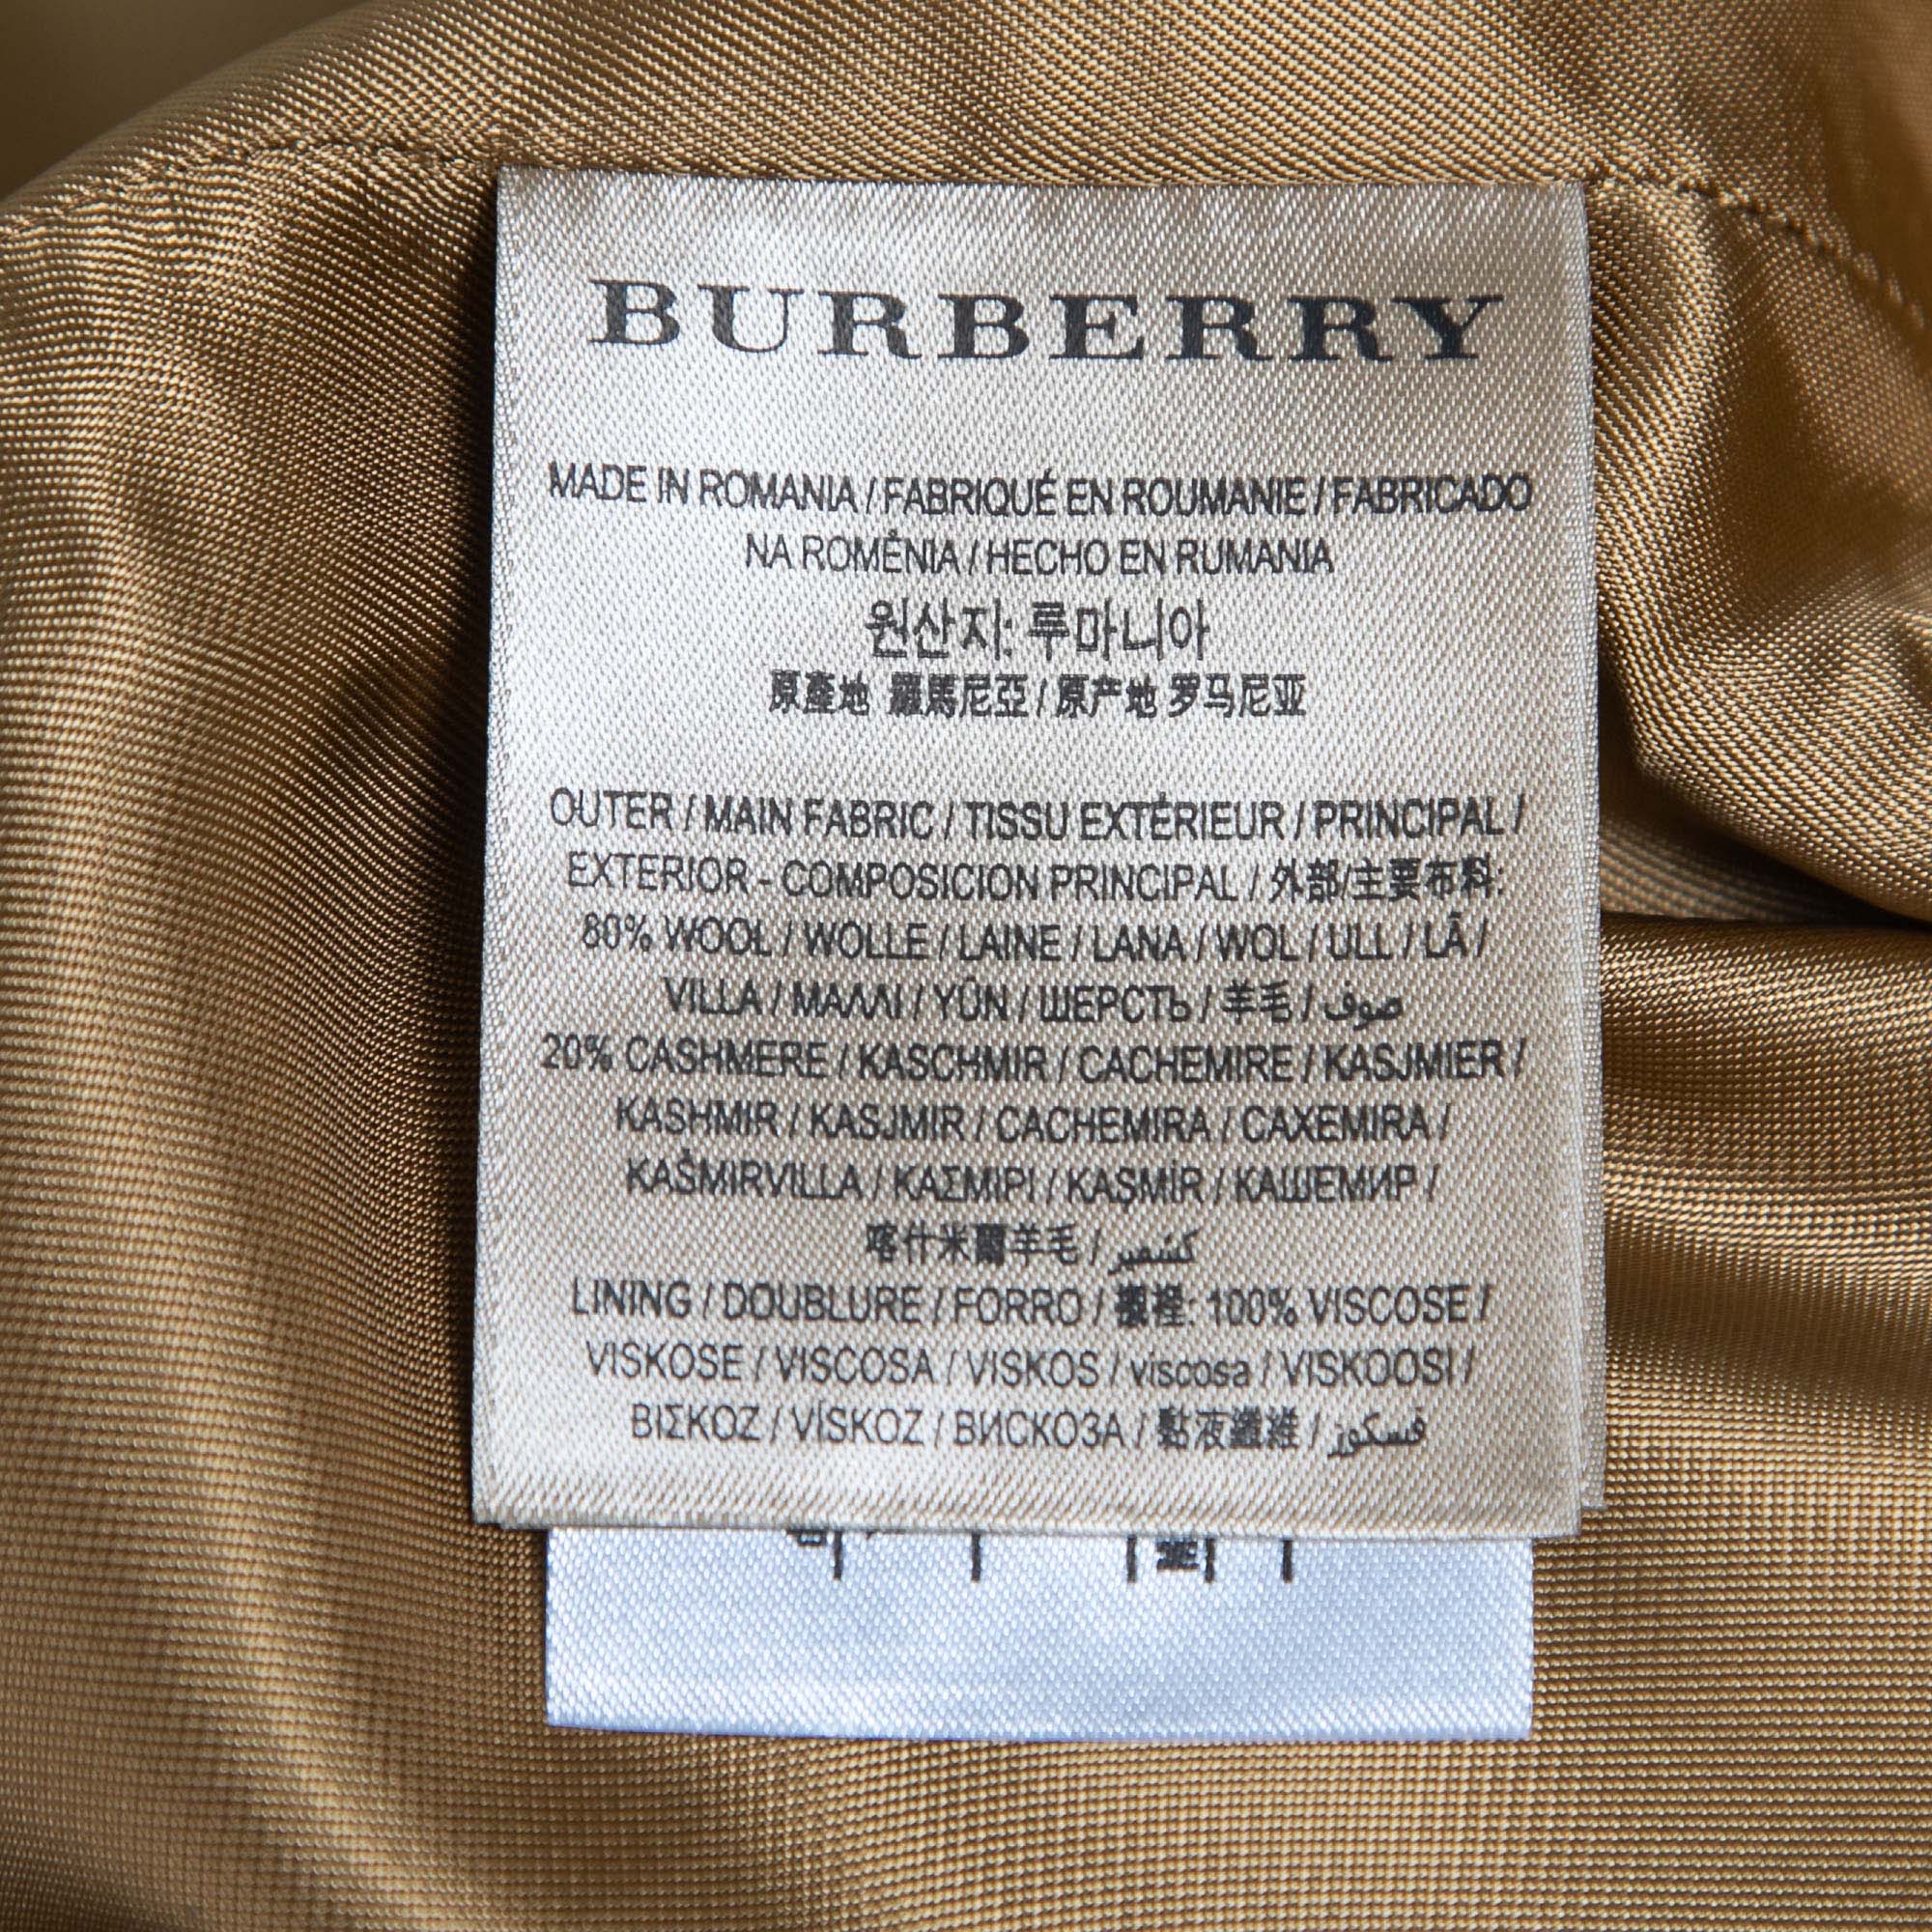 BURBERRY
MADE IN ROMANIA / FABRIQUÉ EN ROUMANIE / FABRICADO
NA ROMÊNIA / HECHO EN RUMANIA
원산지: 루마니아
原產地 羅馬尼亞 / 原产地 罗马尼亚
OUTER / MAIN FABRIC / TISSU EXTÉRIEUR / PRINCIPAL /
EXTERIOR - COMPOSICION PRINCIPAL / 外部/主要布料:
80% WOOL / WOLLE / LAINE / LANA / WOL / ULL / LÃ /
VILLA / ΜΑΛΛΙ / YÜN / ШЕРСТЬ / 羊毛 / صوف
20% CASHMERE / KASCHMIR / CACHEMIRE / KASJMIER /
KASHMIR / KASJMIR / CACHEMIRA / CAXEMIRA /
KAŠMIRVILLA / ΚΑΣΜΙΡΙ / KAŞMİR / КАШЕМИР /
喀什米爾羊毛 / كشمير
LINING / DOUBLURE / FORRO / : 100% VISCOSE /
VISKOSE / VISCOSA / VISKOS / viscosa / VISKOOSI /
ΒΙΣΚΟΖ / VİSKOZ / ВИСКОЗА / 黏液纖維 / فسكوز